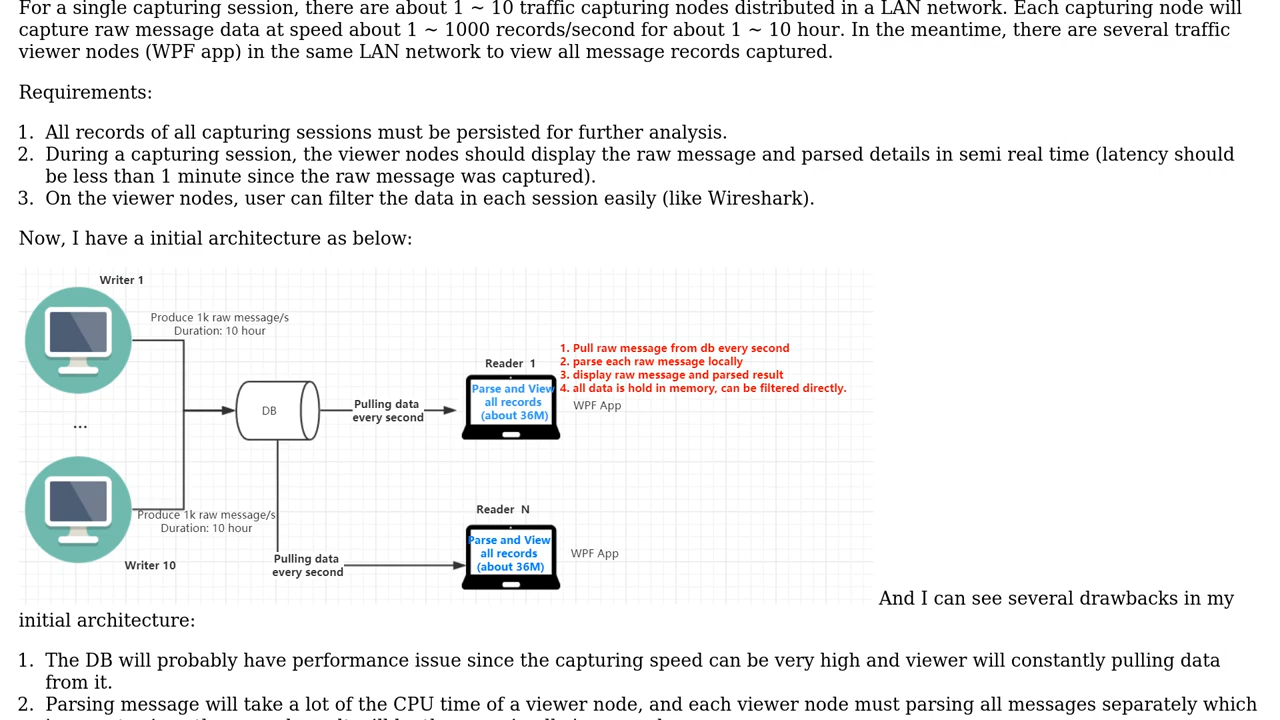 For a single capturing session, there are about 1 ~ 10 traffic capturing nodes distributed in a LAN network. Each capturing node will
capture raw message data at speed about 1 ~ 1000 records/second for about 1 ~ 10 hour. In the meantime, there are several traffic
viewer nodes (WPF app) in the same LAN network to view all message records captured.
Requirements:
1. All records of all capturing sessions must be persisted for further analysis.
2. During a capturing session, the viewer nodes should display the raw message and parsed details in semi real time (latency should
be less than 1 minute since the raw message was captured).
3. On the viewer nodes, user can filter the data in each session easily (like Wireshark).
Now, I have a initial architecture as below:
Writer 1
Produce 1k raw message/s
Duration: 10 hour
...
Produce 1k raw message/s
Duration: 10 hour
Writer 10
DB
Pulling data
every second
Pulling data
every second
Reader 1
Parse and View
all records
(about 36M)
1. Pull raw message from db every second
2. parse each raw message locally
3. display raw message and parsed result
4. all data is hold in memory, can be filtered directly.
WPF App
Reader N
Parse and View
all records
(about 36M)
WPF App
And I can see several drawbacks in my
initial architecture:
1. The DB will probably have performance issue since the capturing speed can be very high and viewer will constantly pulling data
from it.
2. Parsing message will take a lot of the CPU time of a viewer node, and each viewer node must parsing all messages separately which